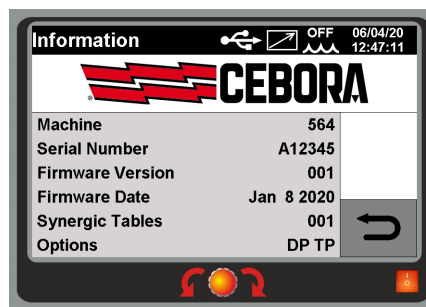 Information OFF 06/04/20
12:47:11
CEBORA
Machine 564
Serial Number A12345
Firmware Version 001
Firmware Date Jan 8 2020
Synergic Tables 001
Options DP TP
I
O